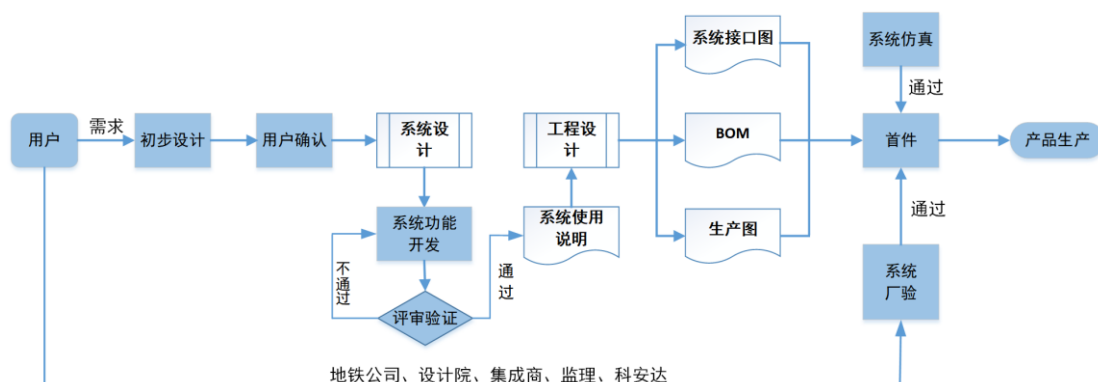 用户
需求
初步设计
用户确认
系统设
计
系统功能
开发
不通过
评审验证
通过
系统使用
说明
工程设
计
系统接口图
BOM
生产图
系统仿真
通过
首件
通过
系统
厂验
产品生产
地铁公司、设计院、集成商、监理、科安达